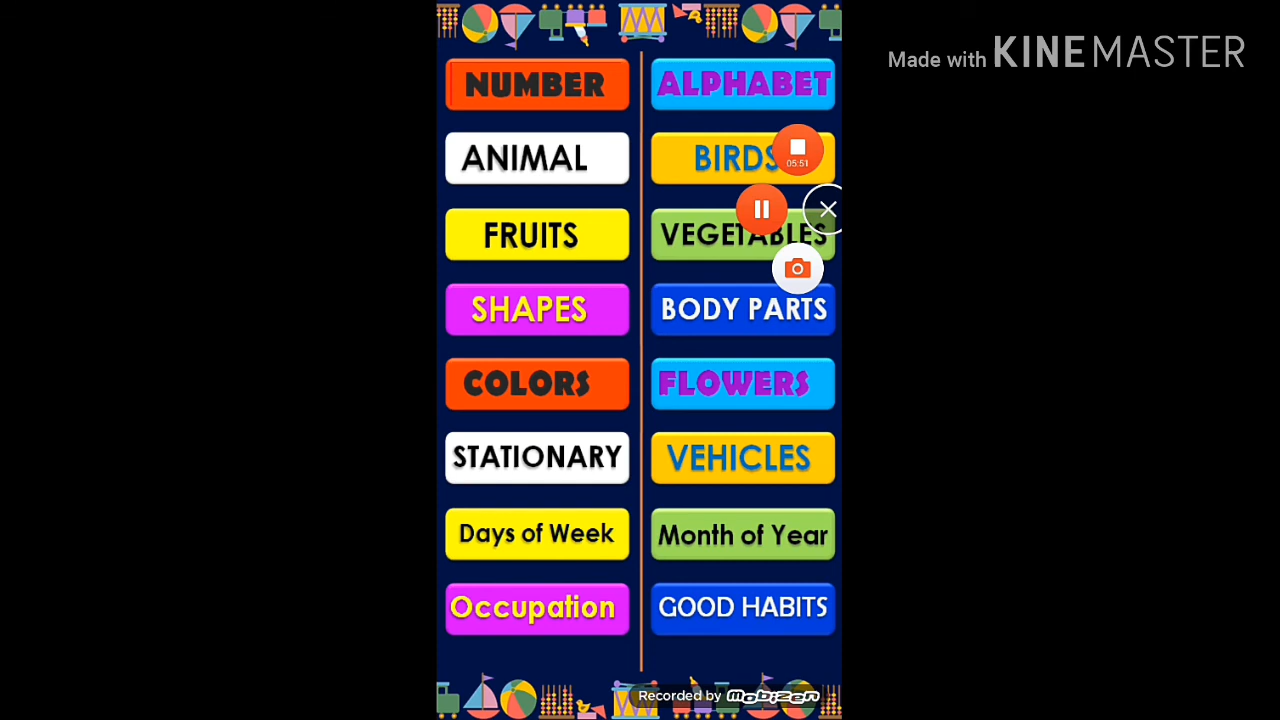 Made with KINEMASTER
NUMBER
ALPHABET
ANIMAL
BIRDS
05:51
FRUITS
VEGETABLES
SHAPES
BODY PARTS
COLORS
FLOWERS
STATIONARY
VEHICLES
Days of Week
Month of Year
Occupation
GOOD HABITS
Recorded by Mobizen